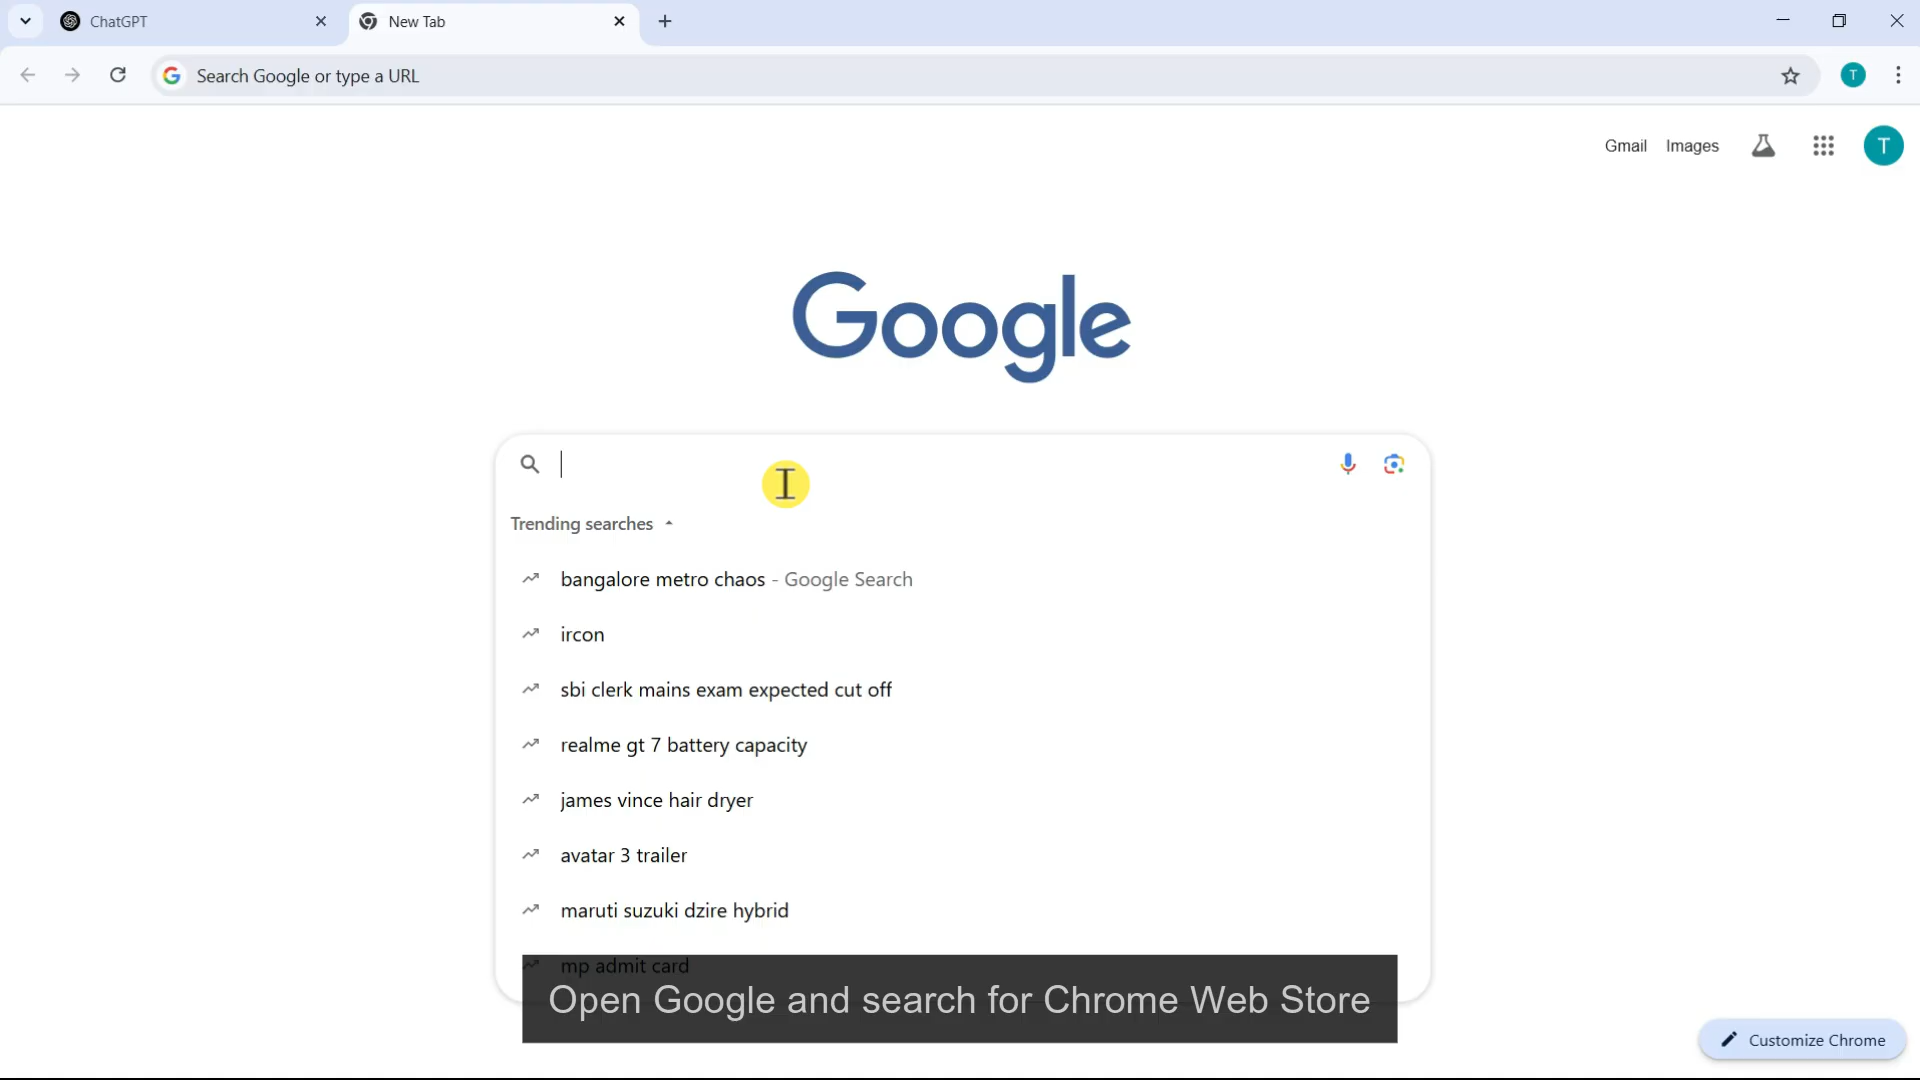 ChatGPT
New Tab
Search Google or type a URL
T
Gmail Images
T
Google
Trending searches
bangalore metro chaos - Google Search
ircon
sbi clerk mains exam expected cut off
realme gt 7 battery capacity
james vince hair dryer
avatar 3 trailer
maruti suzuki dzire hybrid
mp admit card
Open Google and search for Chrome Web Store
Customize Chrome